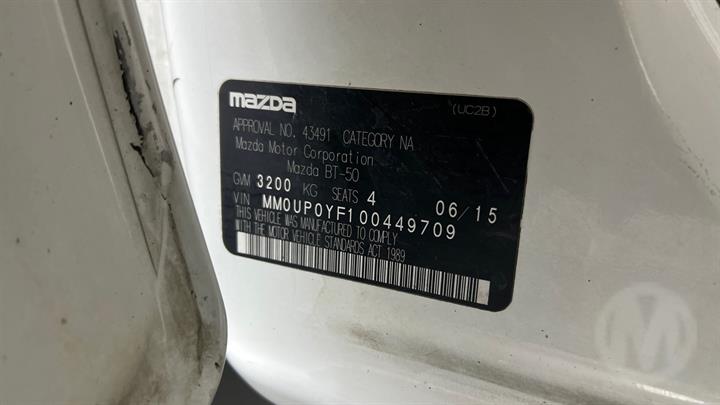 mazda
(UC2B)
APPROVAL NO. 43491 CATEGORY NA
Mazda Motor Corporation
Mazda BT-50
GVM 3200 KG SEATS 4 06/15
VIN MM0UP0YF100449709
THIS VEHICLE WAS MANUFACTURED TO COMPLY
WITH THE MOTOR VEHICLE STANDARDS ACT 1989
M